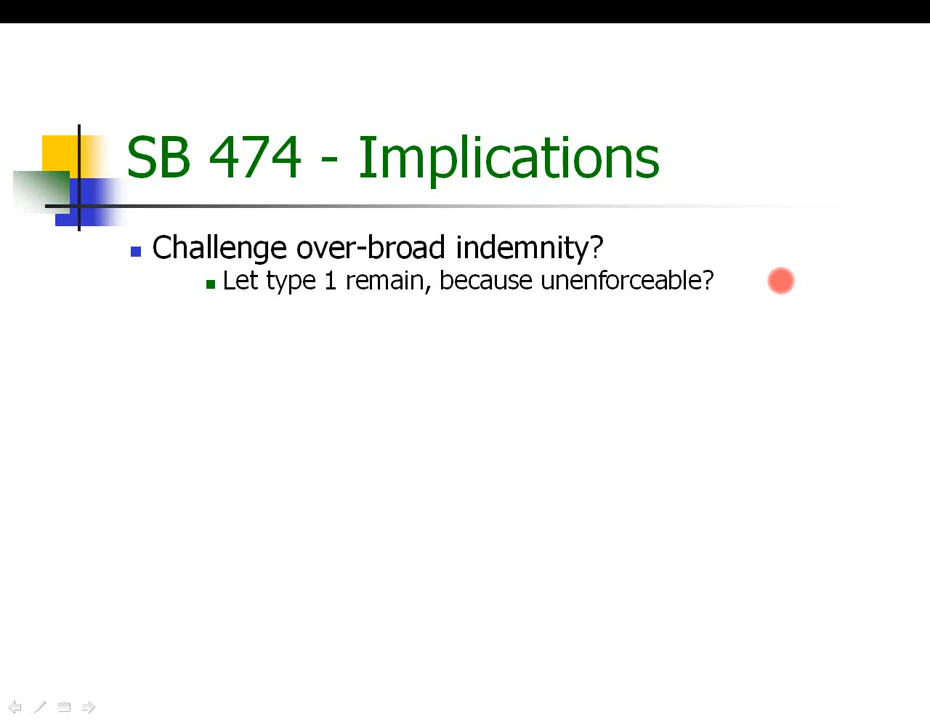 SB 474 - Implications
Challenge over-broad indemnity?
Let type 1 remain, because unenforceable?